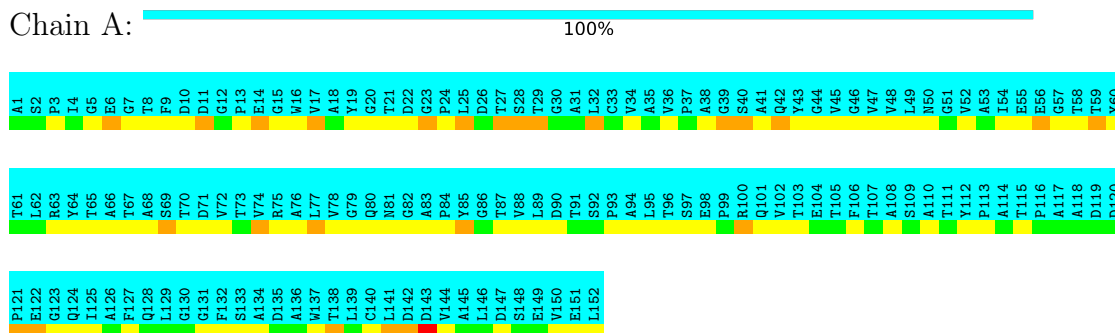 Chain A:
100%
A1 S2 P3 I4 G5 E6 G7 T8 F9 D10 D11 G12 P13 E14 G15 W16 V17 A18 Y19 G20 T21 D22 G23 P24 L25 D26 T27 S28 T29 G30 A31 L32 C33 V34 A35 V36 P37 A38 G39 S40 A41 Q42 Y43 G44 V45 G46 V47 V48 L49 N50 G51 V52 A53 I54 E55 E56 G57 T58 T59
T61 L62 R63 Y64 T65 A66 T67 A68 S69 T70 D71 V72 T73 V74 R75 A76 L77 V78 G79 Q80 N81 G82 A83 P84 Y85 G86 T87 V88 L89 D90 T91 S92 P93 A94 L95 T96 S97 E98 P99 R100 Q101 V102 T103 E104 T105 F106 T107 A108 S109 A110 T111 Y112 P113 A114 T115 P116 A117 A118 D119 D120
P121 E122 G123 Q124 I125 A126 F127 Q128 L129 G130 G131 F132 S133 A134 D135 A136 W137 T138 L139 C140 L141 D142 D143 V144 A145 L146 D147 S148 E149 V150 E151 L152